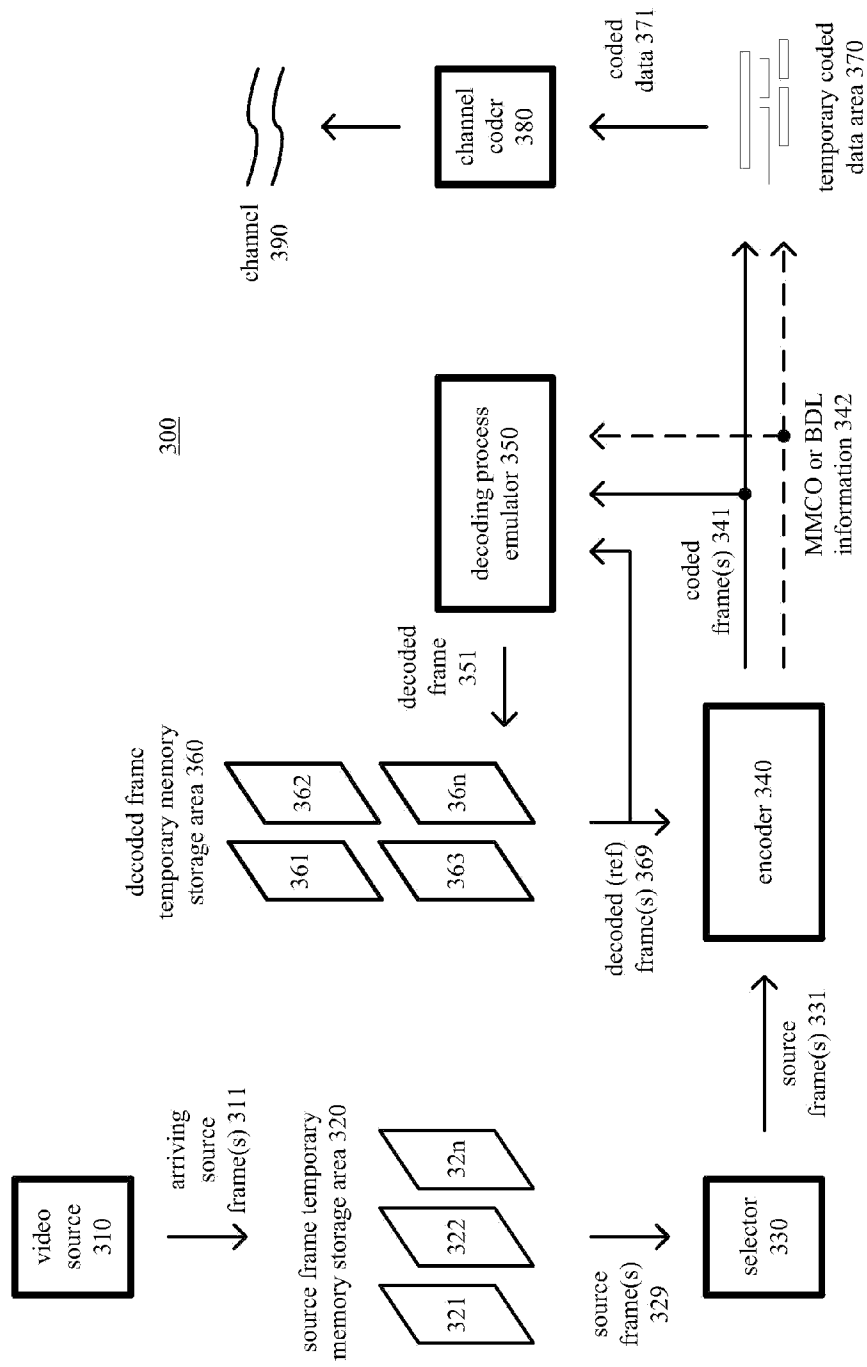 300
video
source
310
arriving
source
frame(s) 311
source frame temporary
memory storage area 320
321
322
32n
source
frame(s)
329
selector
330
source
frame(s) 331
decoded frame
temporary memory
storage area 360
361
362
363
36n
decoded (ref)
frame(s) 369
encoder 340
decoded
frame
351
decoding process
emulator 350
coded
frame(s) 341
MMCO or BDL
information 342
channel
390
channel
coder
380
coded
data 371
temporary coded
data area 370